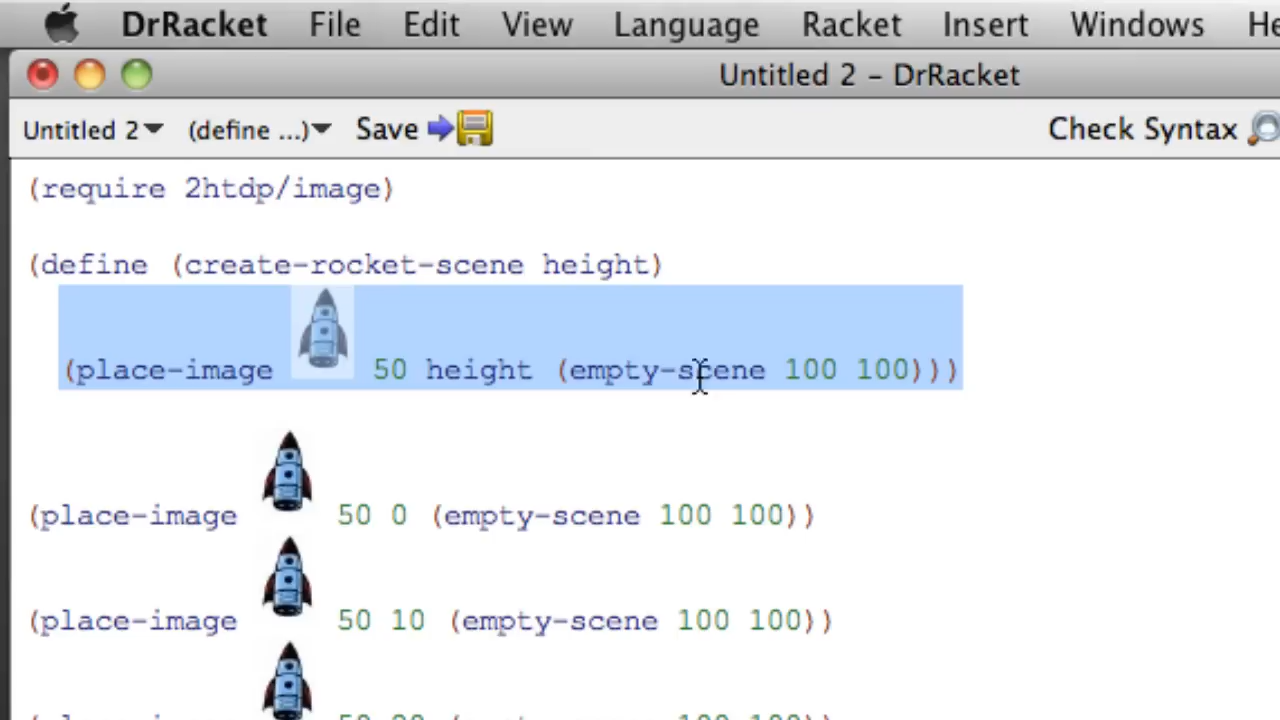 DrRacket File Edit View Language Racket Insert Windows
Untitled 2 - DrRacket
Untitled 2 (define ...) Save Check Syntax
(require 2htdp/image)
(define (create-rocket-scene height)
(place-image 50 height (empty-scene 100 100)))
(place-image 50 0 (empty-scene 100 100))
(place-image 50 10 (empty-scene 100 100))